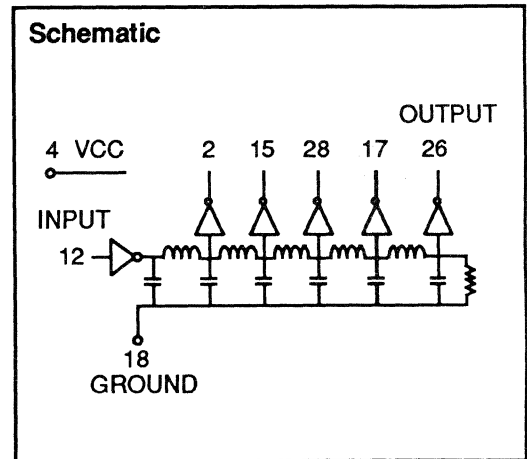 Schematic
OUTPUT
4 VCC 2 15 28 17 26
INPUT
12
18
GROUND